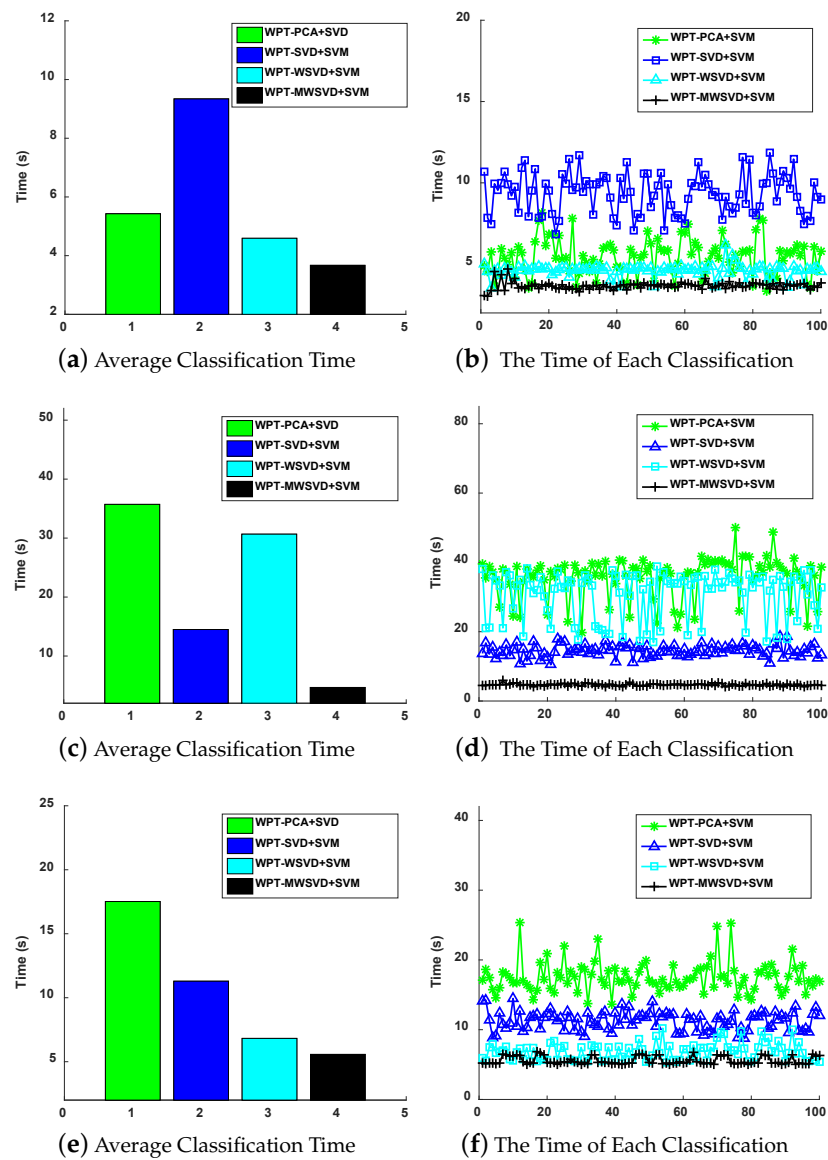 12
10
8
6
4
2
Time (s)
0
1
2
3
4
5
WPT-PCA+SVD
WPT-SVD+SVM
WPT-WSVD+SVM
WPT-MWSVD+SVM
(a) Average Classification Time
20
15
10
5
Time (s)
0
20
40
60
80
100
WPT-PCA+SVM
WPT-SVD+SVM
WPT-WSVD+SVM
WPT-MWSVD+SVM
(b) The Time of Each Classification
50
40
30
20
10
Time (s)
0
1
2
3
4
5
WPT-PCA+SVD
WPT-SVD+SVM
WPT-WSVD+SVM
WPT-MWSVD+SVM
(c) Average Classification Time
80
60
40
20
0
Time (s)
0
20
40
60
80
100
WPT-PCA+SVM
WPT-SVD+SVM
WPT-WSVD+SVM
WPT-MWSVD+SVM
(d) The Time of Each Classification
25
20
15
10
5
Time (s)
0
1
2
3
4
5
WPT-PCA+SVD
WPT-SVD+SVM
WPT-WSVD+SVM
WPT-MWSVD+SVM
(e) Average Classification Time
40
30
20
10
0
Time (s)
0
20
40
60
80
100
WPT-PCA+SVM
WPT-SVD+SVM
WPT-WSVD+SVM
WPT-MWSVD+SVM
(f) The Time of Each Classification